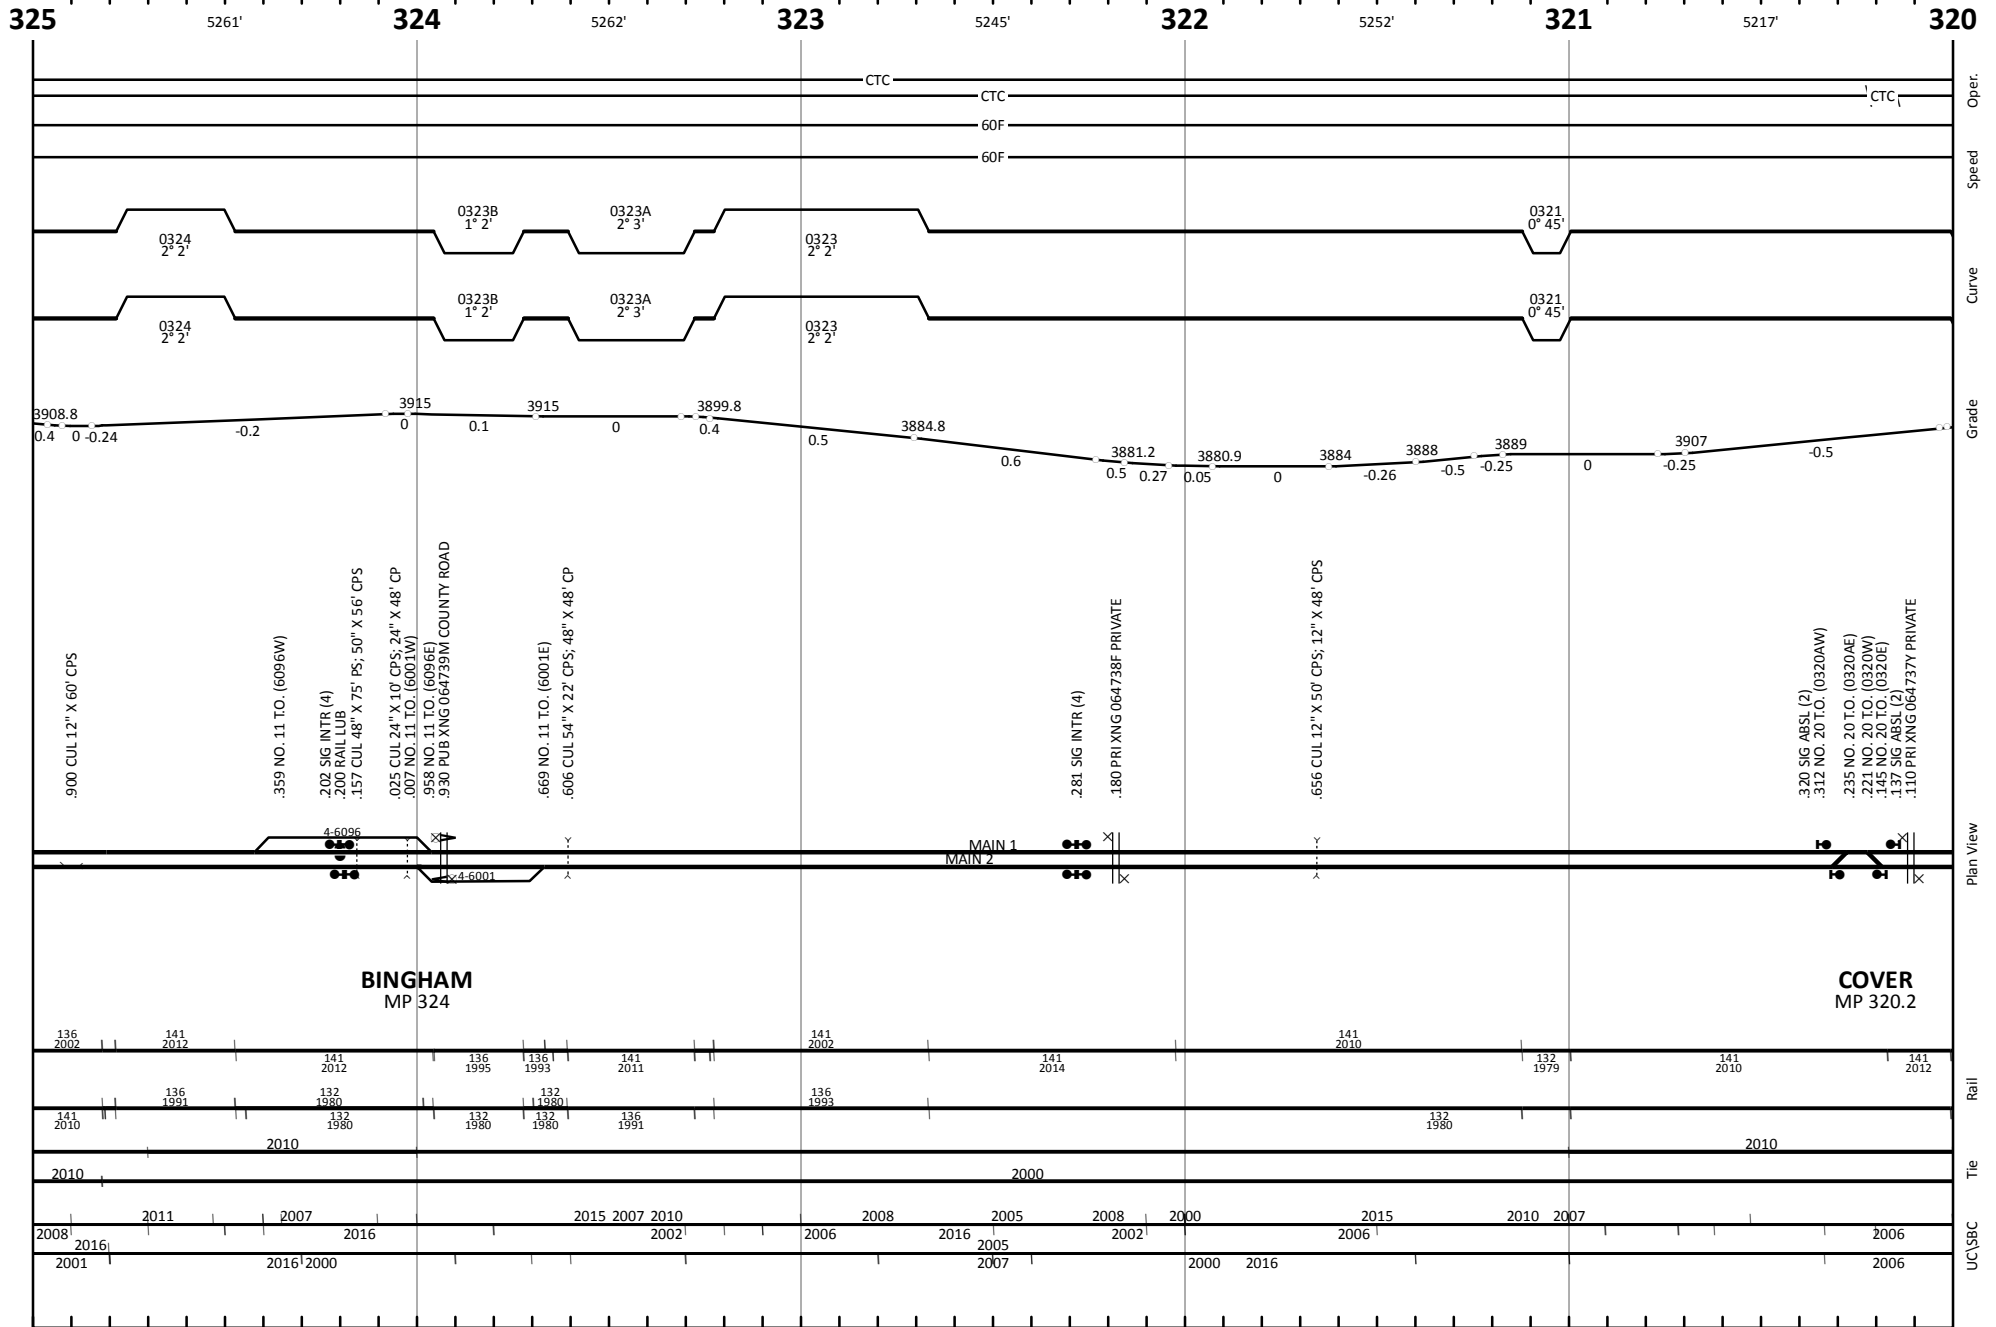 325 5261' 324 5262' 323 5245' 322 5252' 321 5217' 320
CTC
CTC CTC
Oper.
60F
60F
Speed
0323B 0323A 0321
1° 2' 2° 3' 0° 45'
0324 0323
2° 2' 2° 2'
Curve
0323B 0323A 0321
1° 2' 2° 3' 0° 45'
0324 0323
2° 2' 2° 2'
3908.8 3915 3915 3899.8 3884.8 3881.2 3880.9 3884 3888 3889 3907
0.4 0 -0.24 -0.2 0 0.1 0 0.4 0.5 0.6 0.5 0.27 0.05 0 -0.26 -0.5 -0.25 0 -0.25 -0.5
Grade
.900 CUL 12" X 60' CPS
.359 NO. 11 T.O. (6096W)
.202 SIG INTR (4)
.200 RAIL LUB
.157 CUL 48" X 75' PS; 50" X 56' CPS
.025 CUL 24" X 10' CPS; 24" X 48' CP
.007 NO. 11 T.O. (6001W)
.958 NO. 11 T.O. (6096E)
.930 PUB XNG 064739M COUNTY ROAD
.669 NO. 11 T.O. (6001E)
.606 CUL 54" X 22' CPS; 48" X 48' CP
.281 SIG INTR (4)
.180 PRI XNG 064738F PRIVATE
.656 CUL 12" X 50' CPS; 12" X 48' CPS
.320 SIG ABSL (2)
.312 NO. 20 T.O. (0320AW)
.235 NO. 20 T.O. (0320AE)
.221 NO. 20 T.O. (0320W)
.145 NO. 20 T.O. (0320E)
.137 SIG ABSL (2)
.110 PRI XNG 064737Y PRIVATE
4-6096
MAIN 1
MAIN 2
4-6001
Plan View
BINGHAM COVER
MP 324 MP 320.2
136 141 141 141
2002 2012 2002 2010
141 136 136 141 141 132 141 141
2012 1995 1993 2011 2014 1979 2010 2012
Rail
136 132 132 136
1991 1980 1980 1993
141 132 132 132 136 132
2010 1980 1980 1980 1991 1980
2010 2010
Tie
2010 2000
2011 2007 2015 2007 2010 2008 2005 2008 2000 2015 2010 2007
2008 2016 2002 2006 2016 2002 2006 2006
UC\SBC
2016 2005
2001 2016 2000 2007 2000 2016 2006